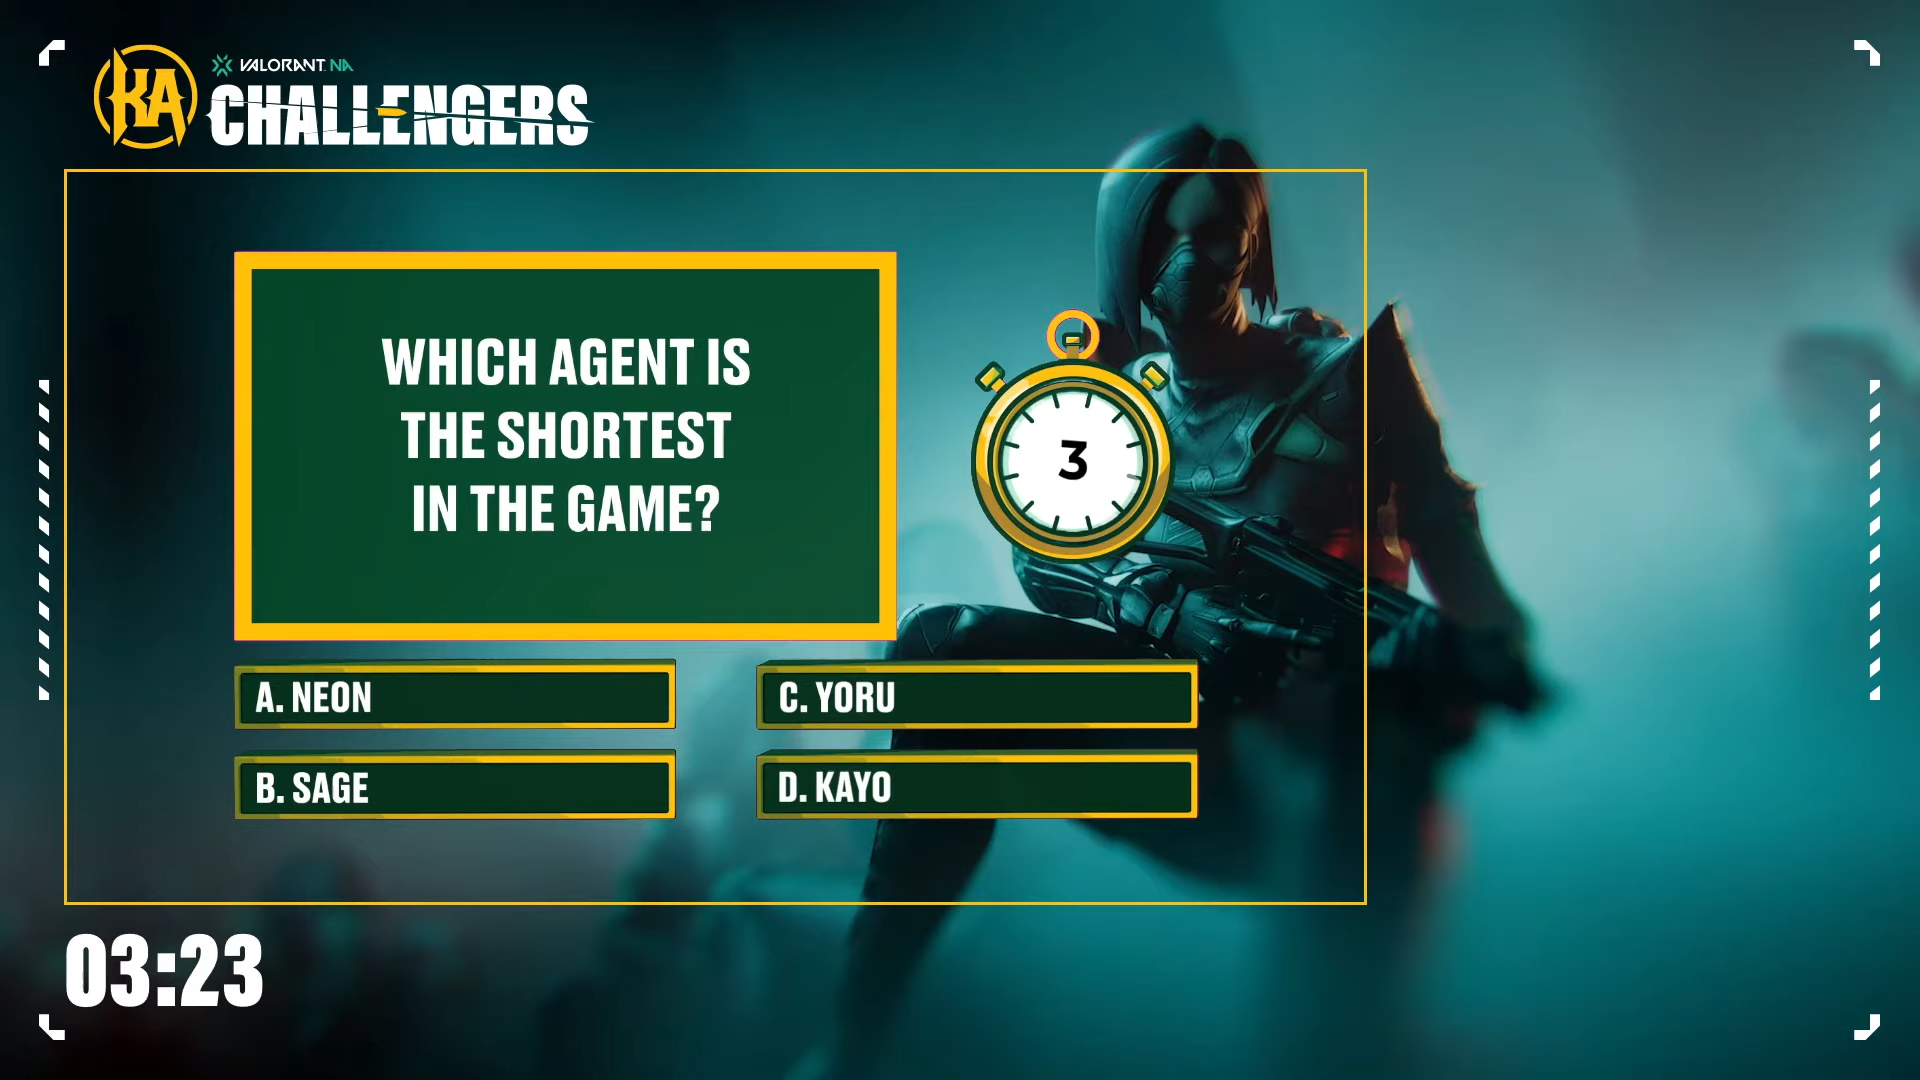 KA
VALORANT NA
CHALLENGERS
WHICH AGENT IS
THE SHORTEST
IN THE GAME?
3
A. NEON
C. YORU
B. SAGE
D. KAYO
03:23